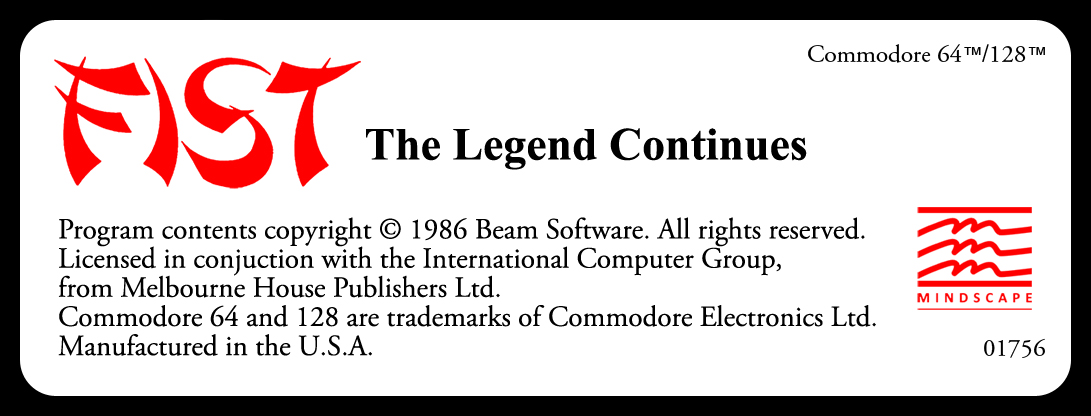 Commodore 64™/128™
FIST
The Legend Continues
Program contents copyright © 1986 Beam Software. All rights reserved.
Licensed in conjuction with the International Computer Group,
from Melbourne House Publishers Ltd.
Commodore 64 and 128 are trademarks of Commodore Electronics Ltd.
Manufactured in the U.S.A.
MINDSCAPE
01756